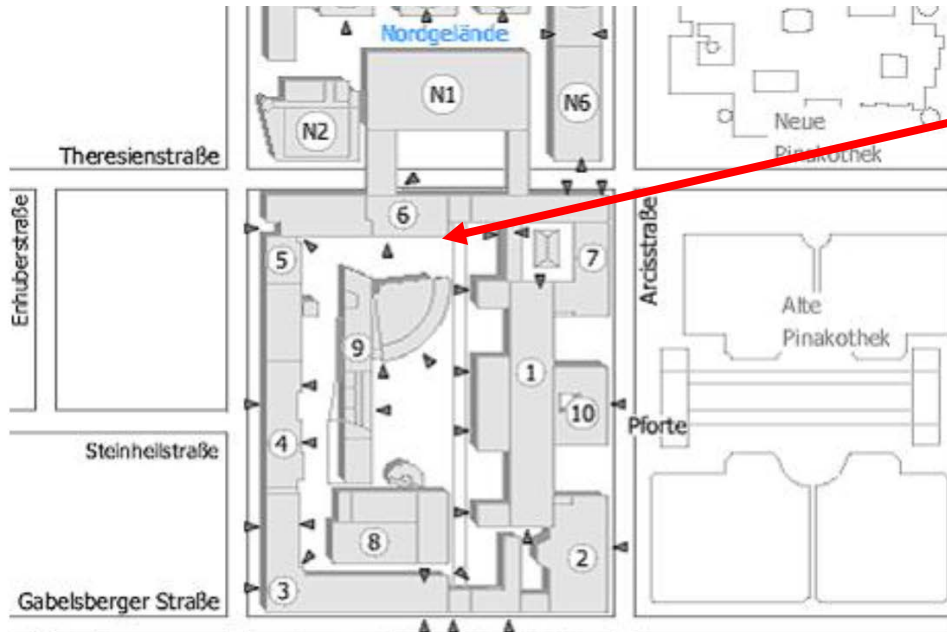 Nordgelände
N1
N6
N2
Neue
Pinakothek
Theresienstraße
Enhuberstraße
Arcisstraße
6
5
7
Alte
Pinakothek
9
1
10
Pforte
4
Steinheilstraße
8
2
3
Gabelsberger Straße